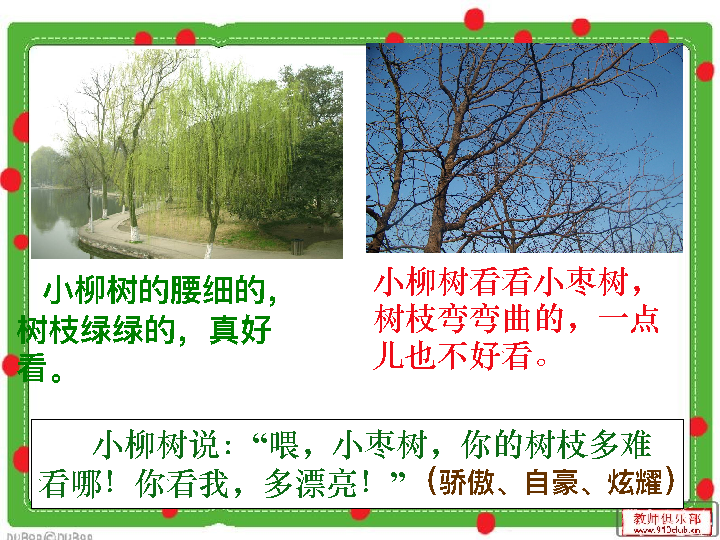 小柳树的腰细的，
树枝绿绿的，真好
看。
小柳树看看小枣树，
树枝弯弯曲的，一点
儿也不好看。
小柳树说：“喂，小枣树，你的树枝多难
看哪！你看我，多漂亮！”（骄傲、自豪、炫耀）
教师俱乐部
www.913club.cn